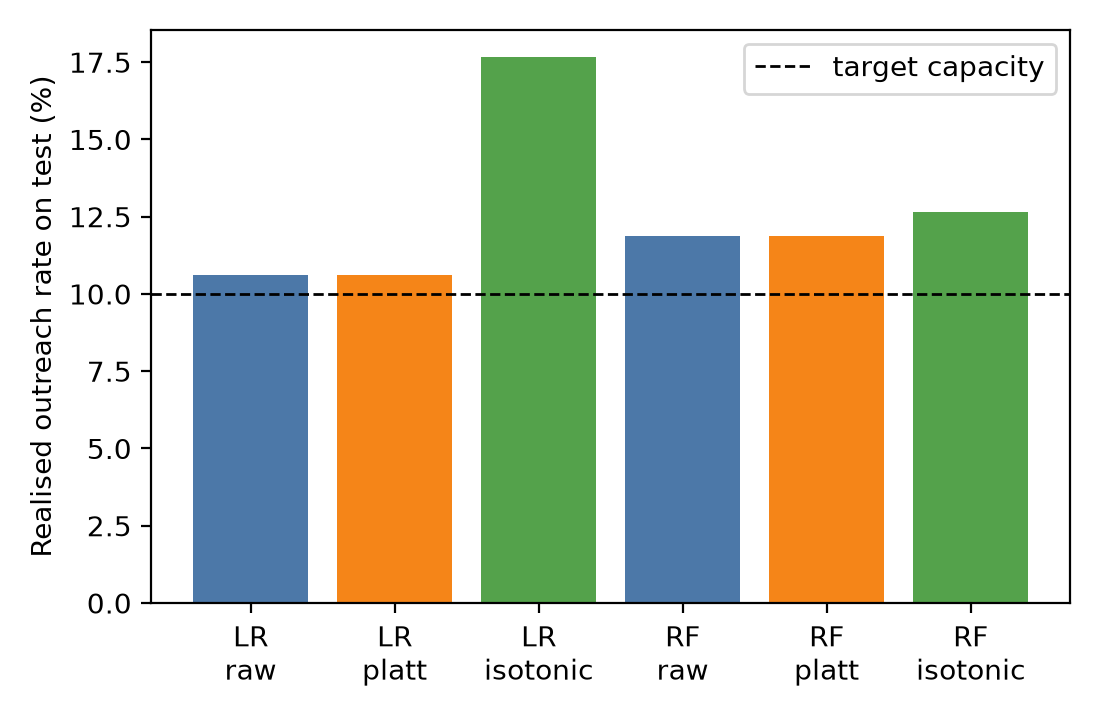 Realised outreach rate on test (%)
17.5
15.0
12.5
10.0
7.5
5.0
2.5
0.0
target capacity
LR
raw
LR
platt
LR
isotonic
RF
raw
RF
platt
RF
isotonic